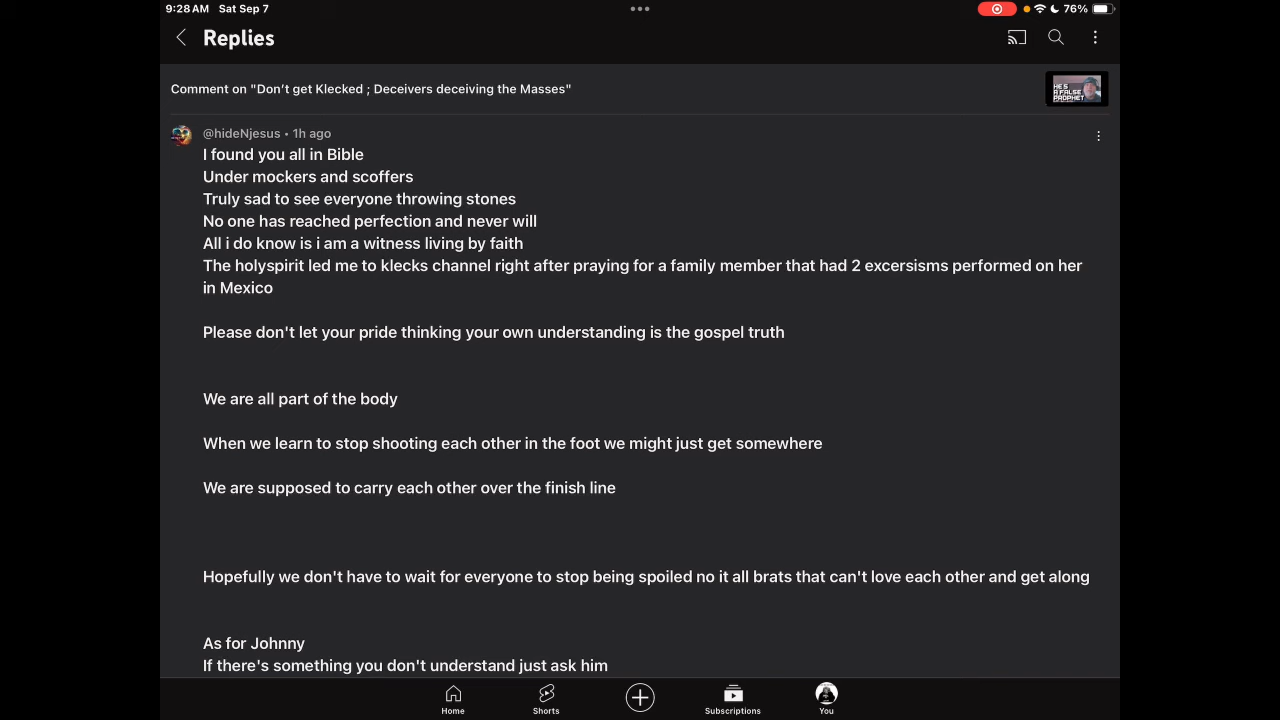 9:28 AM Sat Sep 7
76%
Replies
Comment on "Don't get Klecked ; Deceivers deceiving the Masses"
HE'S
A FALSE
PROPHET
@hideNjesus • 1h ago
I found you all in Bible
Under mockers and scoffers
Truly sad to see everyone throwing stones
No one has reached perfection and never will
All i do know is i am a witness living by faith
The holyspirit led me to klecks channel right after praying for a family member that had 2 excersisms performed on her
in Mexico
Please don't let your pride thinking your own understanding is the gospel truth
We are all part of the body
When we learn to stop shooting each other in the foot we might just get somewhere
We are supposed to carry each other over the finish line
Hopefully we don't have to wait for everyone to stop being spoiled no it all brats that can't love each other and get along
As for Johnny
If there's something you don't understand just ask him
Home
Shorts
Subscriptions
You